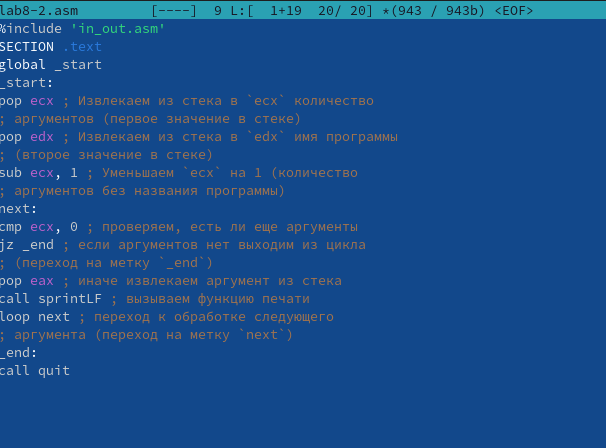 lab8-2.asm [----] 9 L:[ 1+19 20/ 20] *(943 / 943b) <EOF>
%include 'in_out.asm'
SECTION .text
global _start
_start:
pop ecx ; Извлекаем из стека в `ecx` количество
; аргументов (первое значение в стеке)
pop edx ; Извлекаем из стека в `edx` имя программы
; (второе значение в стеке)
sub ecx, 1 ; Уменьшаем `ecx` на 1 (количество
; аргументов без названия программы)
next:
cmp ecx, 0 ; проверяем, есть ли еще аргументы
jz _end ; если аргументов нет выходим из цикла
; (переход на метку `_end`)
pop eax ; иначе извлекаем аргумент из стека
call sprintLF ; вызываем функцию печати
loop next ; переход к обработке следующего
; аргумента (переход на метку `next`)
_end:
call quit